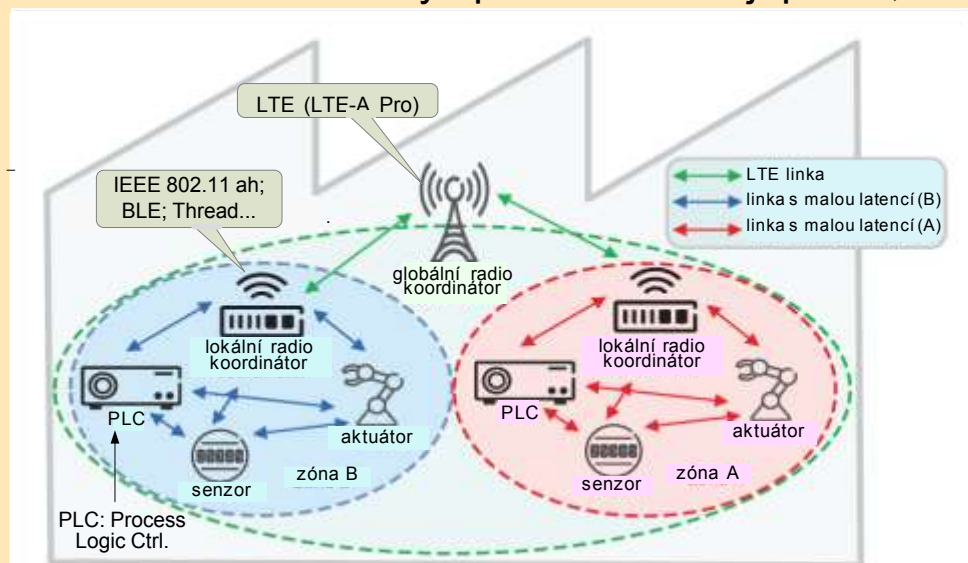 LTE (LTE-A Pro)
IEEE 802.11 ah;
BLE; Thread...
LTE linka
linka s malou latencí (B)
linka s malou latencí (A)
globální radio
koordinátor
lokální radio
koordinátor
lokální radio
koordinátor
PLC
aktuátor
senzor
zóna B
PLC
aktuátor
senzor
zóna A
PLC: Process
Logic Ctrl.